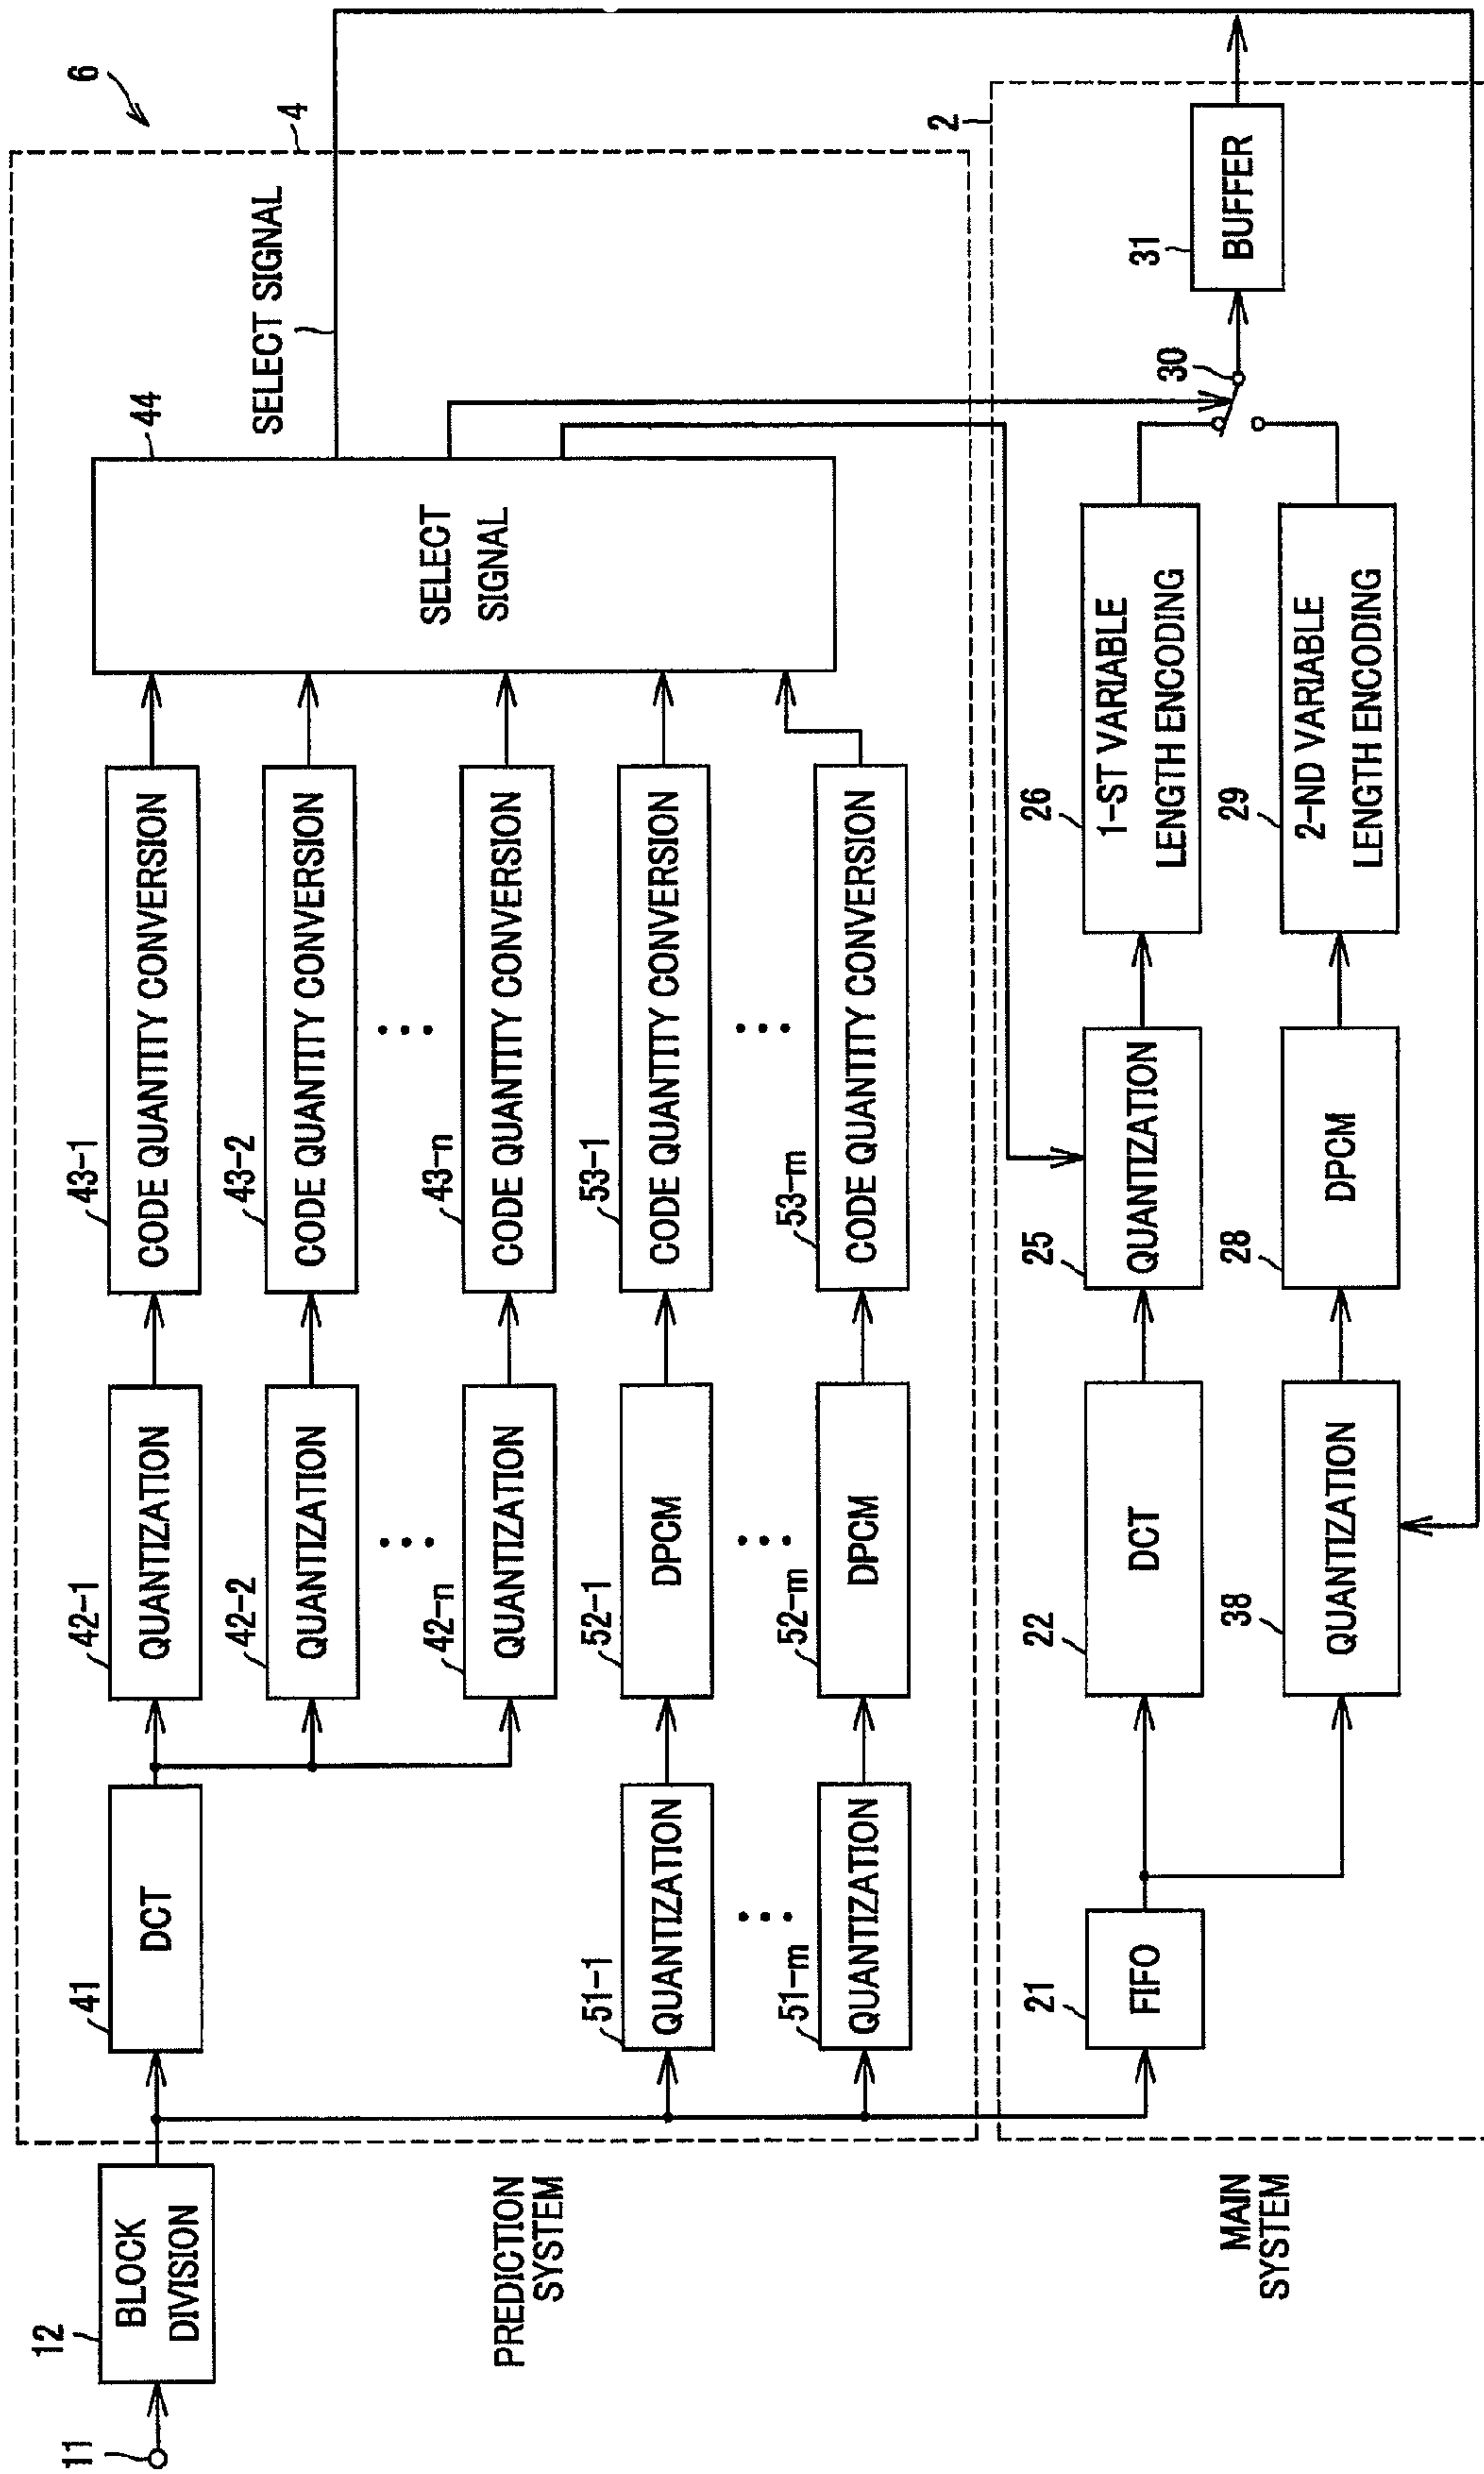 6
4
SELECT SIGNAL
11
12
BLOCK
DIVISION
PREDICTION
SYSTEM
41
DCT
42-1
QUANTIZATION
43-1
CODE QUANTITY CONVERSION
44
SELECT
SIGNAL
42-2
QUANTIZATION
43-2
CODE QUANTITY CONVERSION
42-n
QUANTIZATION
43-n
CODE QUANTITY CONVERSION
51-1
QUANTIZATION
52-1
DPCM
53-1
CODE QUANTITY CONVERSION
51-m
QUANTIZATION
52-m
DPCM
53-m
CODE QUANTITY CONVERSION
2
MAIN
SYSTEM
21
FIFO
22
DCT
25
QUANTIZATION
26
1-ST VARIABLE
LENGTH ENCODING
30
31
BUFFER
38
QUANTIZATION
28
DPCM
29
2-ND VARIABLE
LENGTH ENCODING